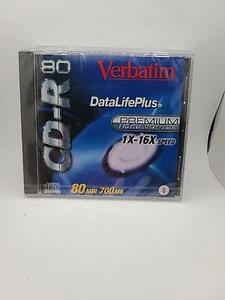 80
Verbatim
CD-R
DataLifePlus®
PREMIUM
1X-16X SPEED
80 MIN 700MB